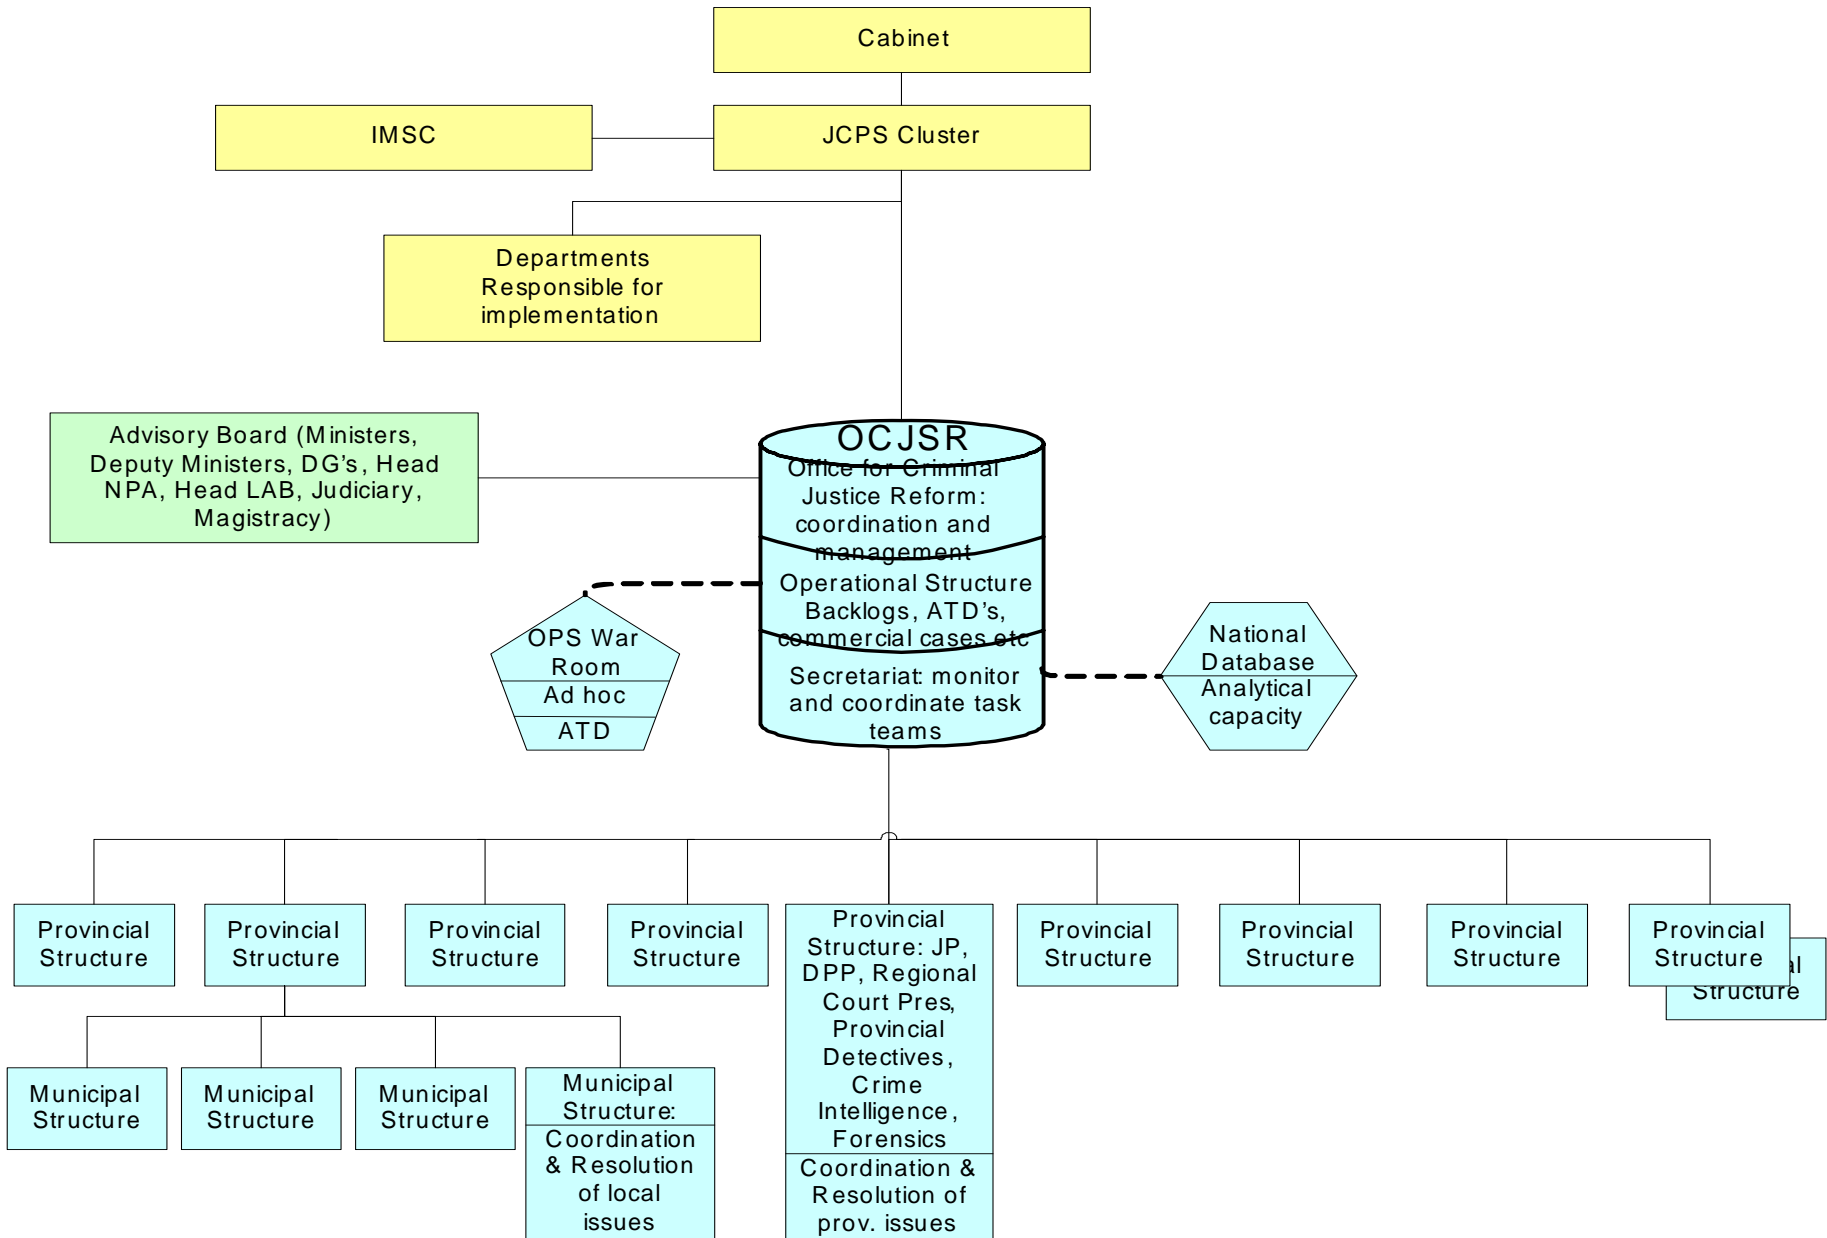 Cabinet
IMSC
JCPS Cluster
Departments
Responsible for
implementation
Advisory Board (Ministers,
Deputy Ministers, DG's, Head
NPA, Head LAB, Judiciary,
Magistracy)
OCJSR
Office for Criminal
Justice Reform:
coordination and
management
Operational Structure
Backlogs, ATD's,
commercial cases etc
Secretariat: monitor
and coordinate task
teams
OPS War
Room
Ad hoc
ATD
National
Database
Analytical
capacity
Provincial
Structure
Provincial
Structure
Provincial
Structure
Provincial
Structure
Provincial
Structure: JP,
DPP, Regional
Court Pres,
Provincial
Detectives,
Crime
Intelligence,
Forensics
Coordination &
Resolution of
prov. issues
Provincial
Structure
Provincial
Structure
Provincial
Structure
Provincial
Structure
Structure
Municipal
Structure
Municipal
Structure
Municipal
Structure
Municipal
Structure:
Coordination
& Resolution
of local
issues